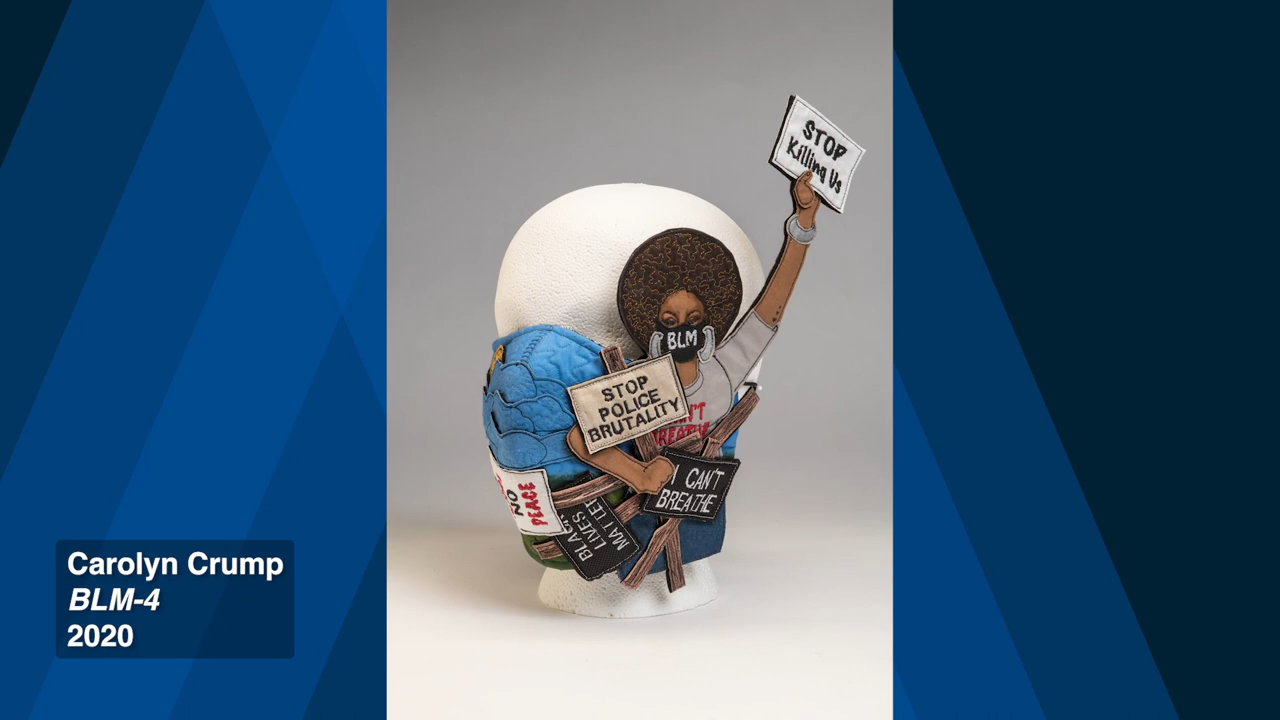 STOP
Killing Us
BLM
STOP
POLICE
BRUTALITY
I CAN'T
BREATHE
NO
PEACE
LIVES
MATTER
Carolyn Crump
BLM-4
2020